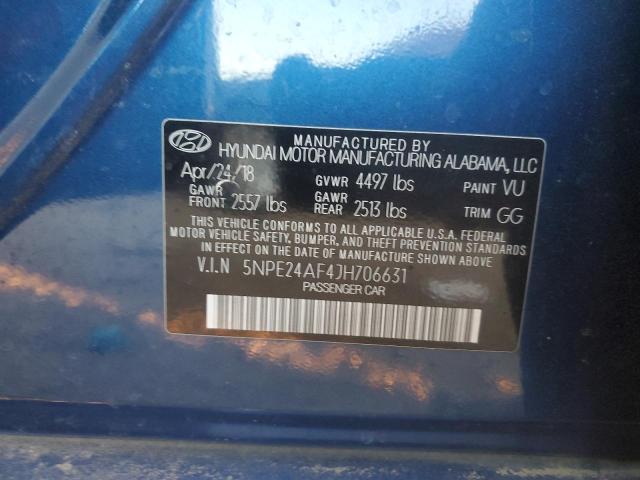 MANUFACTURED BY
HYUNDAI MOTOR MANUFACTURING ALABAMA, LLC
Apr/24/18 GVWR 4497 lbs PAINT VU
GAWR FRONT 2557 lbs GAWR REAR 2513 lbs TRIM GG
THIS VEHICLE CONFORMS TO ALL APPLICABLE U.S.A. FEDERAL
MOTOR VEHICLE SAFETY, BUMPER, AND THEFT PREVENTION STANDARDS
IN EFFECT ON THE DATE OF MANUFACTURE SHOWN ABOVE.
V.I.N 5NPE24AF4JH706631
PASSENGER CAR